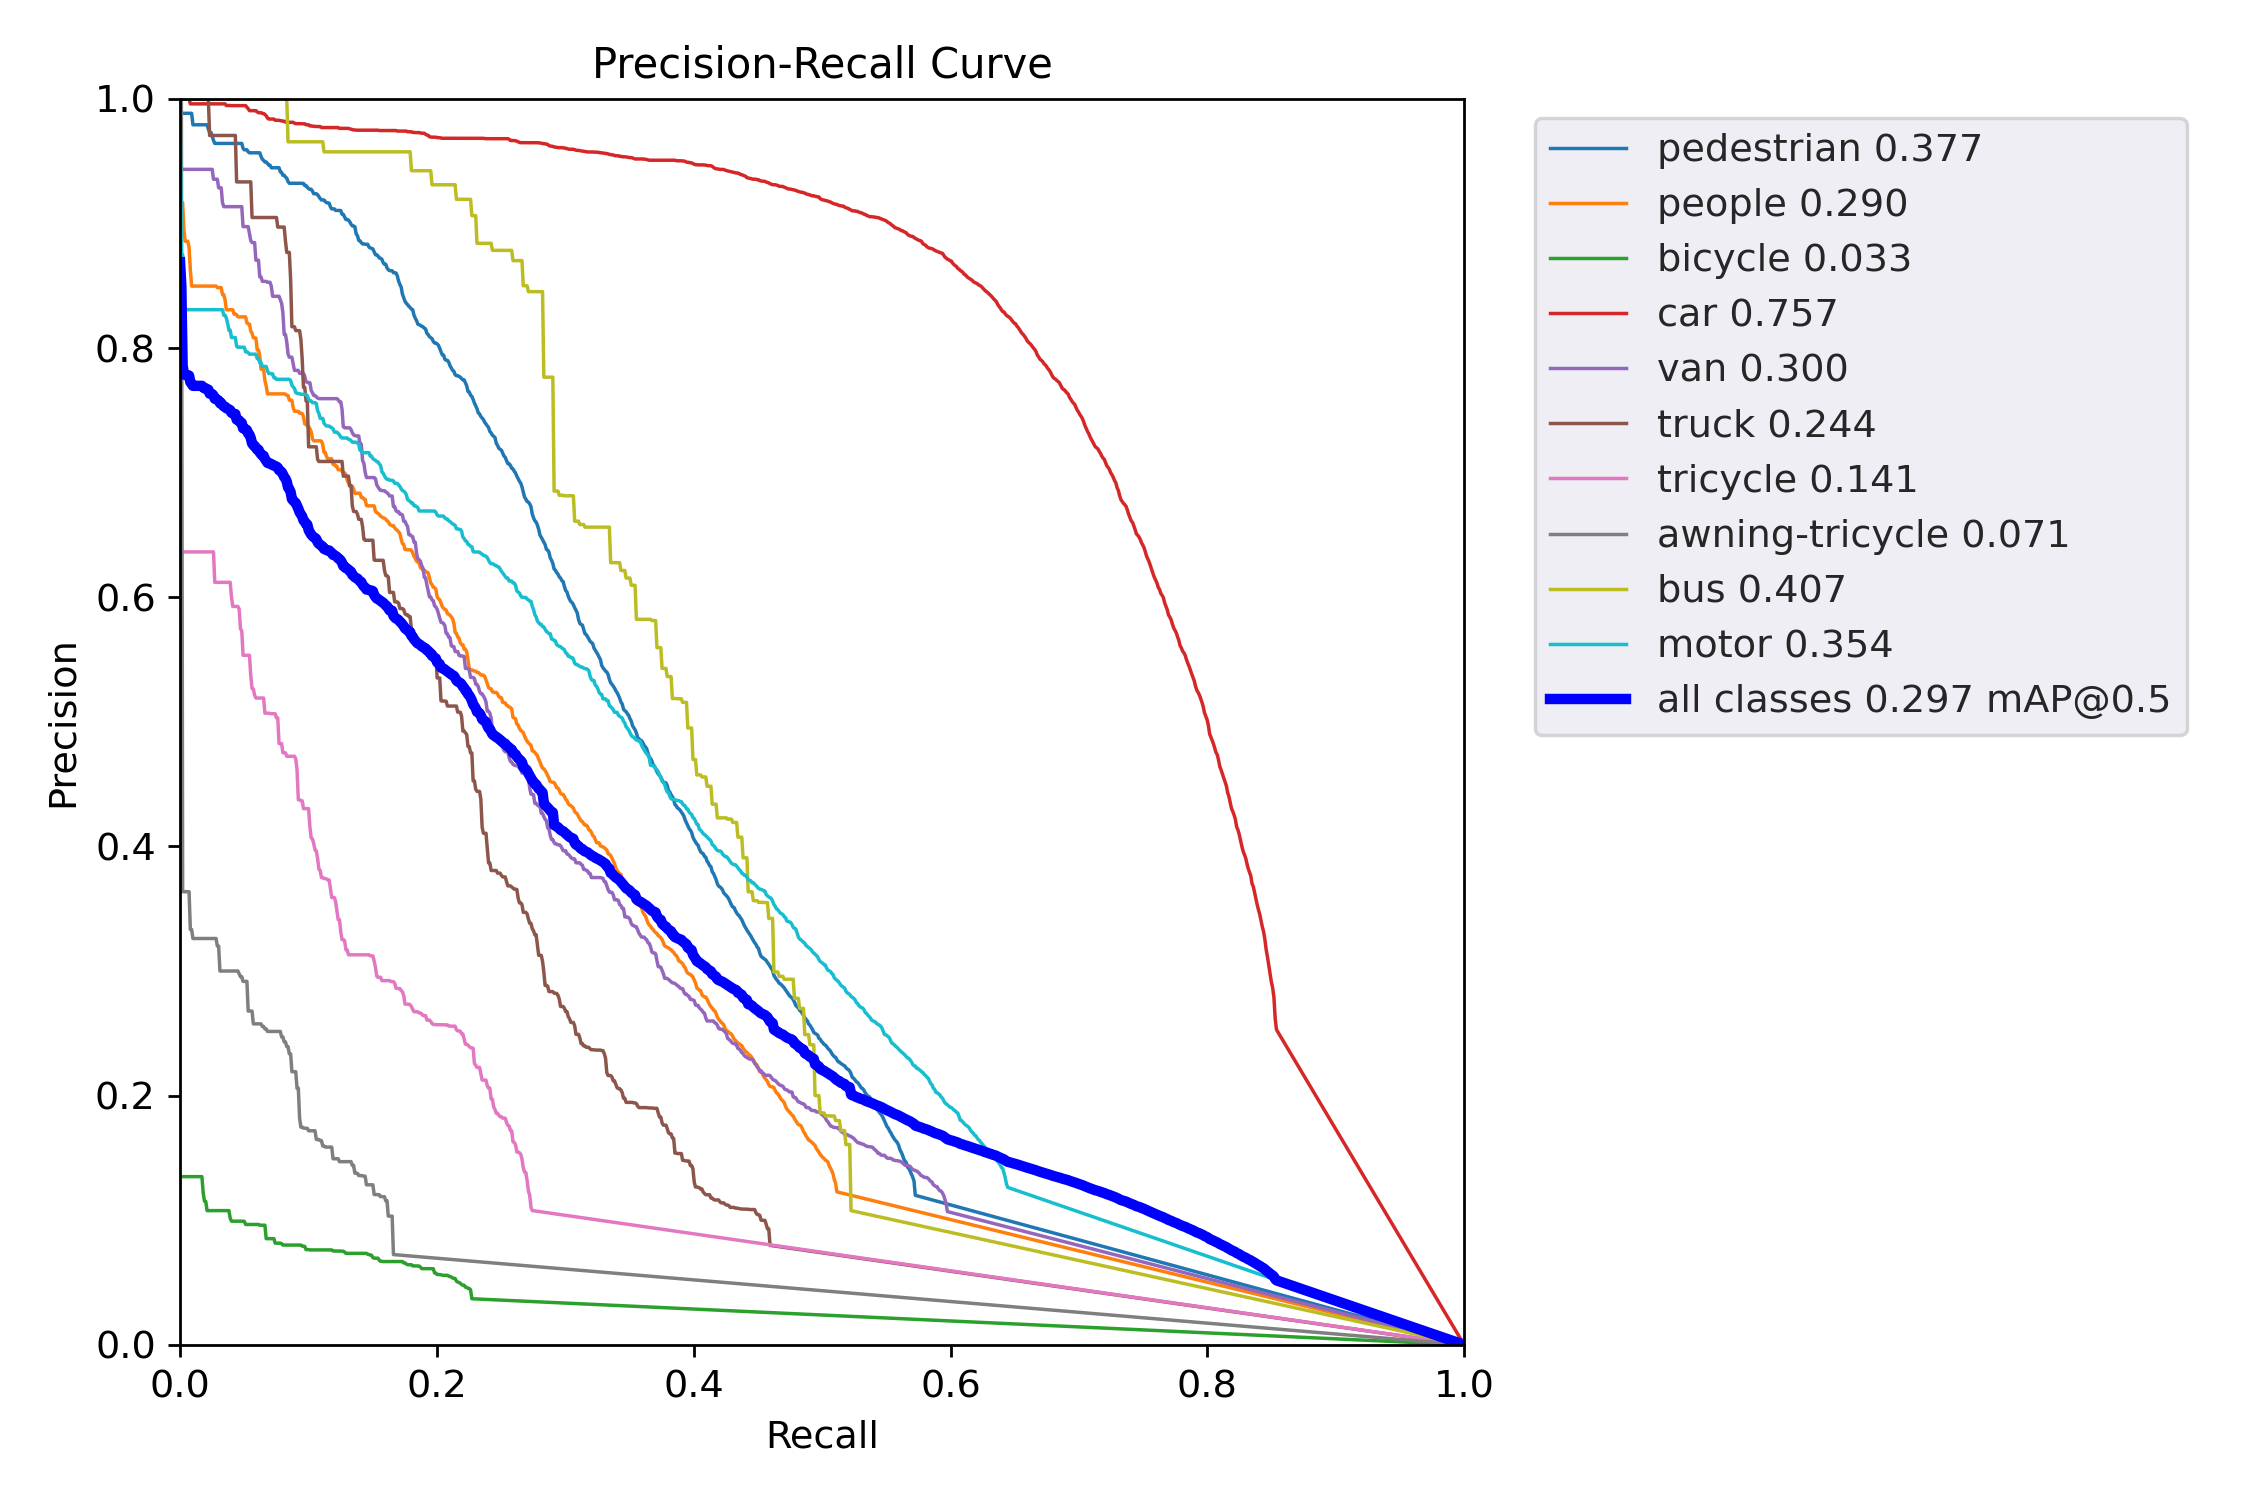 Precision-Recall Curve
1.0
0.8
0.6
0.4
0.2
0.0
Precision
0.0 0.2 0.4 0.6 0.8 1.0
Recall
pedestrian 0.377
people 0.290
bicycle 0.033
car 0.757
van 0.300
truck 0.244
tricycle 0.141
awning-tricycle 0.071
bus 0.407
motor 0.354
all classes 0.297 mAP@0.5